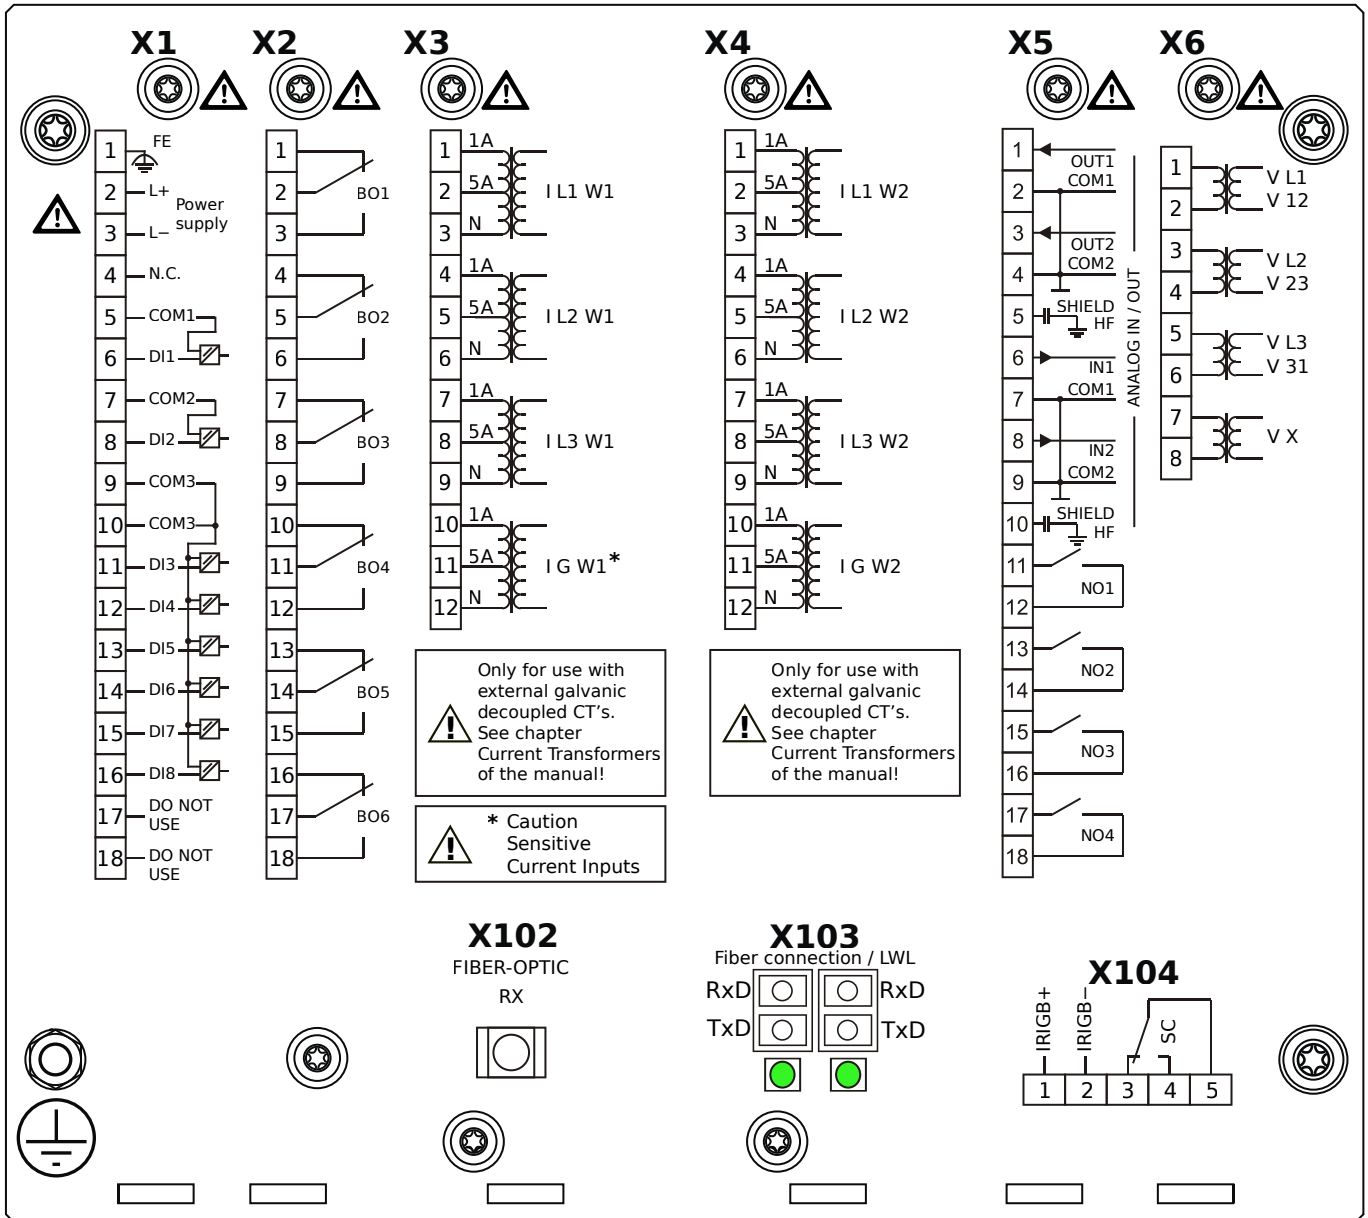 X1
X2
X3
X4
X5
X6
1 FE
2 L+
Power
supply
3 L−
4 N.C.
5 COM1
6 DI1
7 COM2
8 DI2
9 COM3
10 COM3
11 DI3
12 DI4
13 DI5
14 DI6
15 DI7
16 DI8
17 DO NOT
USE
18 DO NOT
USE
1
2 BO1
3
4
5 BO2
6
7
8 BO3
9
10
11 BO4
12
13
14 BO5
15
16
17 BO6
18
1 1A
2 5A I L1 W1
3 N
4 1A
5 5A I L2 W1
6 N
7 1A
8 5A I L3 W1
9 N
10 1A
11 5A I G W1*
12 N
Only for use with
external galvanic
decoupled CT's.
See chapter
Current Transformers
of the manual!
* Caution
Sensitive
Current Inputs
1 1A
2 5A I L1 W2
3 N
4 1A
5 5A I L2 W2
6 N
7 1A
8 5A I L3 W2
9 N
10 1A
11 5A I G W2
12 N
Only for use with
external galvanic
decoupled CT's.
See chapter
Current Transformers
of the manual!
1 OUT1
2 COM1
3 OUT2
4 COM2
5 SHIELD
HF
6 IN1
7 COM1
8 IN2
9 COM2
10 SHIELD
HF
ANALOG IN / OUT
11
NO1
12
13
NO2
14
15
NO3
16
17
NO4
18
1 V L1
2 V 12
3 V L2
4 V 23
5 V L3
6 V 31
7 V X
8
X102
FIBER-OPTIC
RX
X103
Fiber connection / LWL
RxD RxD
TxD TxD
X104
IRIGB+
IRIGB−
SC
1 2 3 4 5